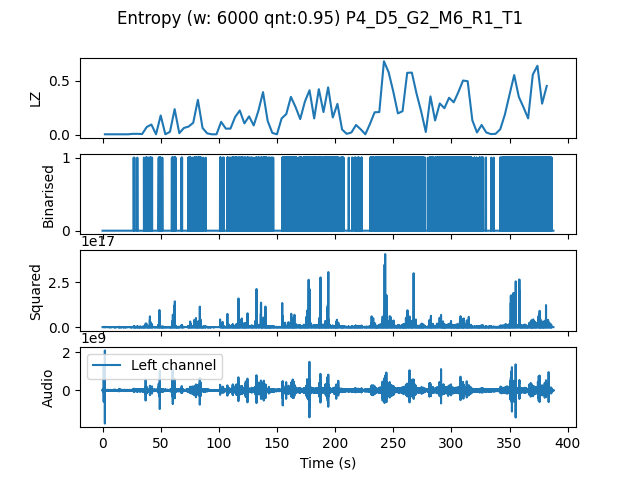 Entropy (w: 6000 qnt:0.95) P4_D5_G2_M6_R1_T1
0.5
0.0
LZ
1
0
Binarised
1e17
2.5
0.0
Squared
1e9
2
0
Audio
Left channel
0 50 100 150 200 250 300 350 400
Time (s)